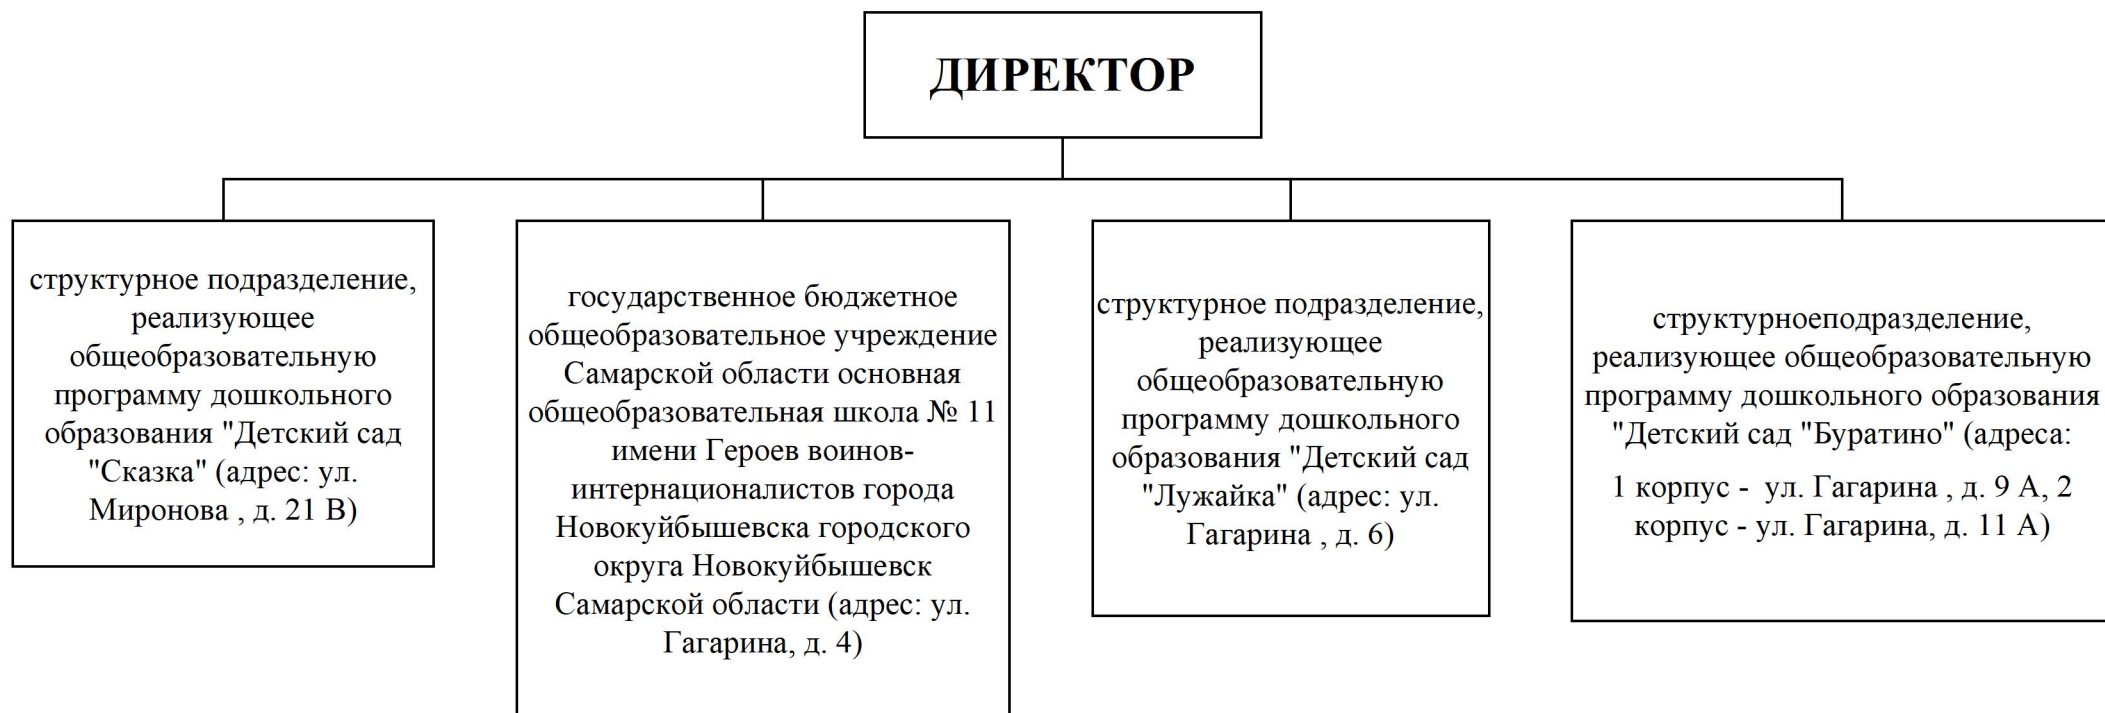 ДИРЕКТОР
структурное подразделение,
реализующее
общеобразовательную
программу дошкольного
образования "Детский сад
"Сказка" (адрес: ул.
Миронова , д. 21 В)
государственное бюджетное
общеобразовательное учреждение
Самарской области основная
общеобразовательная школа № 11
имени Героев воинов-
интернационалистов города
Новокуйбышевска городского
округа Новокуйбышевск
Самарской области (адрес: ул.
Гагарина, д. 4)
структурное подразделение,
реализующее
общеобразовательную
программу дошкольного
образования "Детский сад
"Лужайка" (адрес: ул.
Гагарина , д. 6)
структурноеподразделение,
реализующее общеобразовательную
программу дошкольного образования
"Детский сад "Буратино" (адреса:
1 корпус - ул. Гагарина , д. 9 А, 2
корпус - ул. Гагарина, д. 11 А)